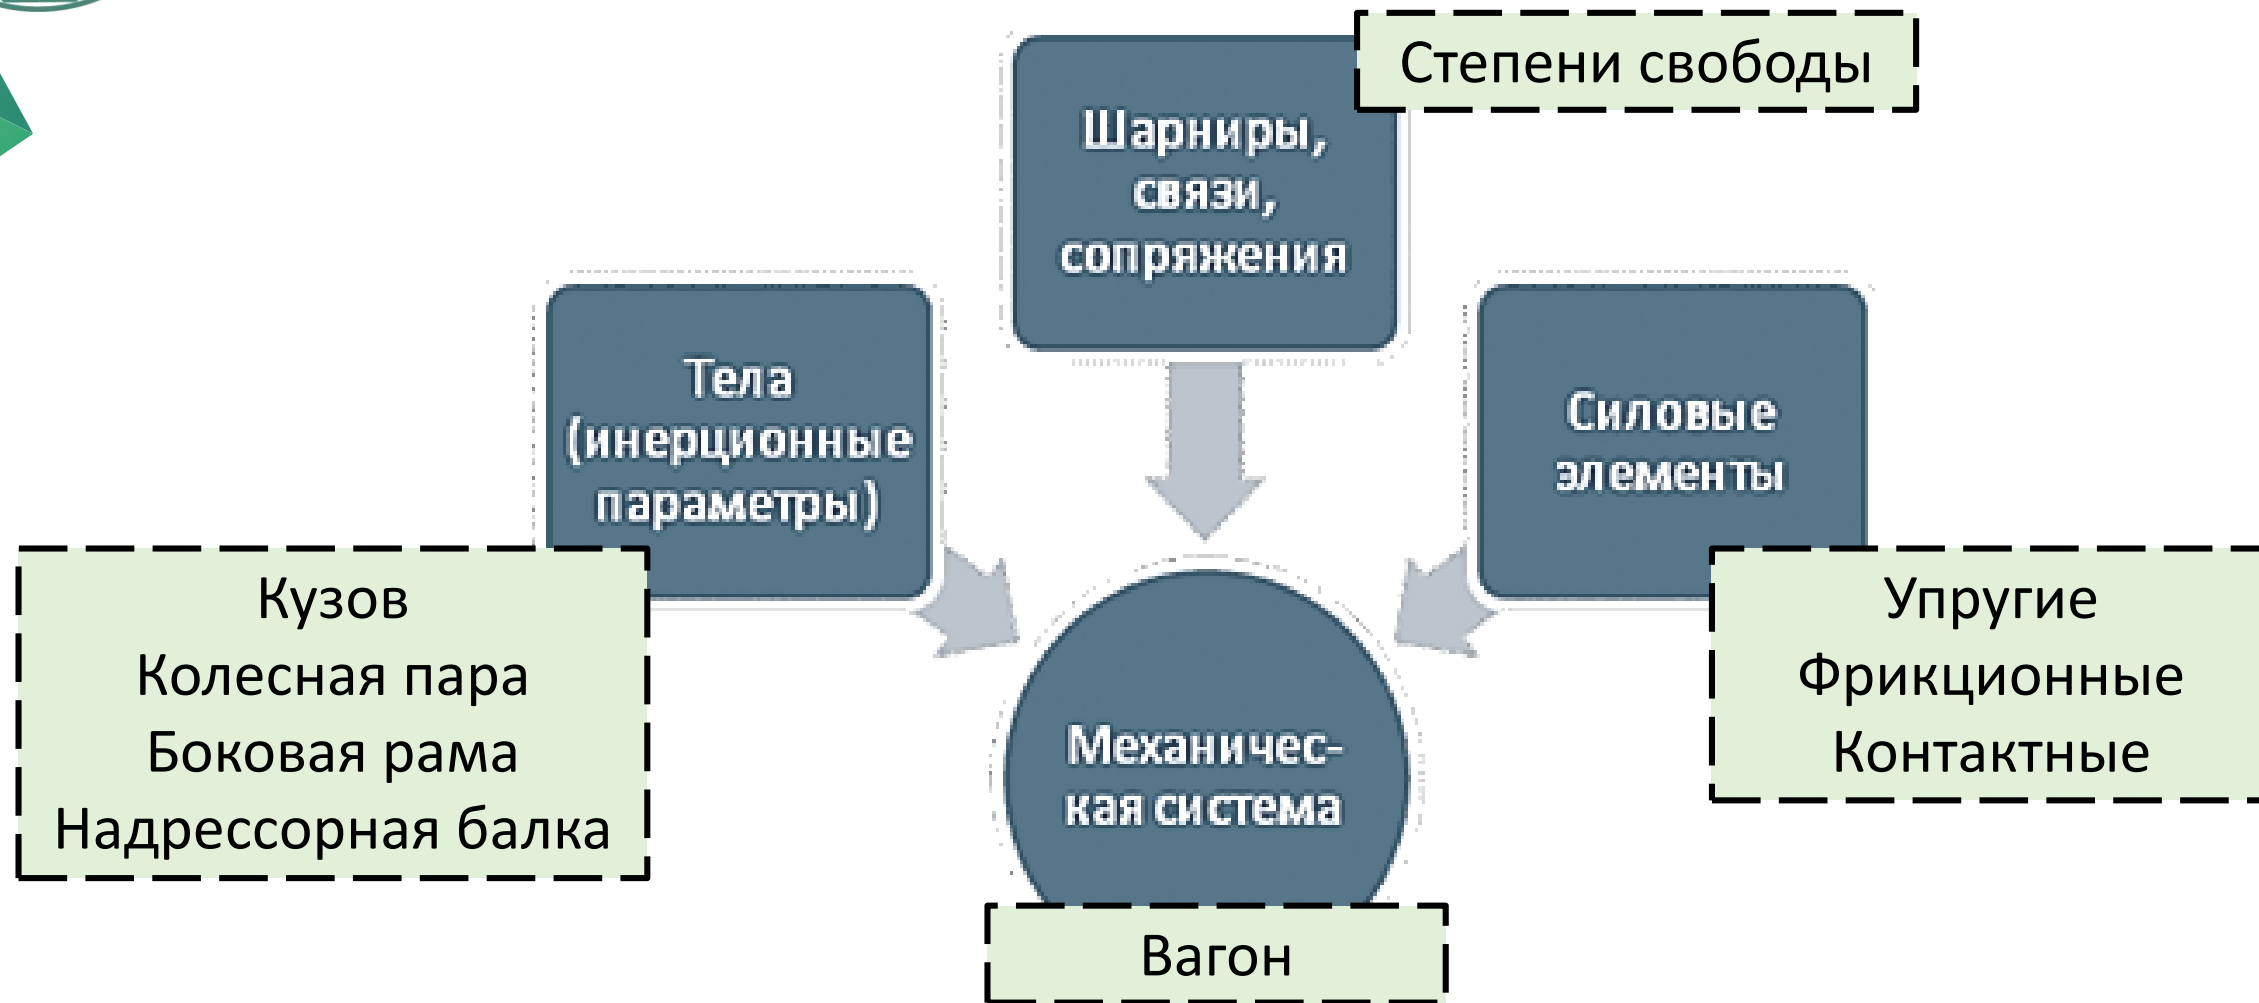 Степени свободы
Шарниры,
связи,
сопряжения
Тела
(инерционные
параметры)
Силовые
элементы
Кузов
Колесная пара
Боковая рама
Надрессорная балка
Упругие
Фрикционные
Контактные
Механичес-
кая система
Вагон